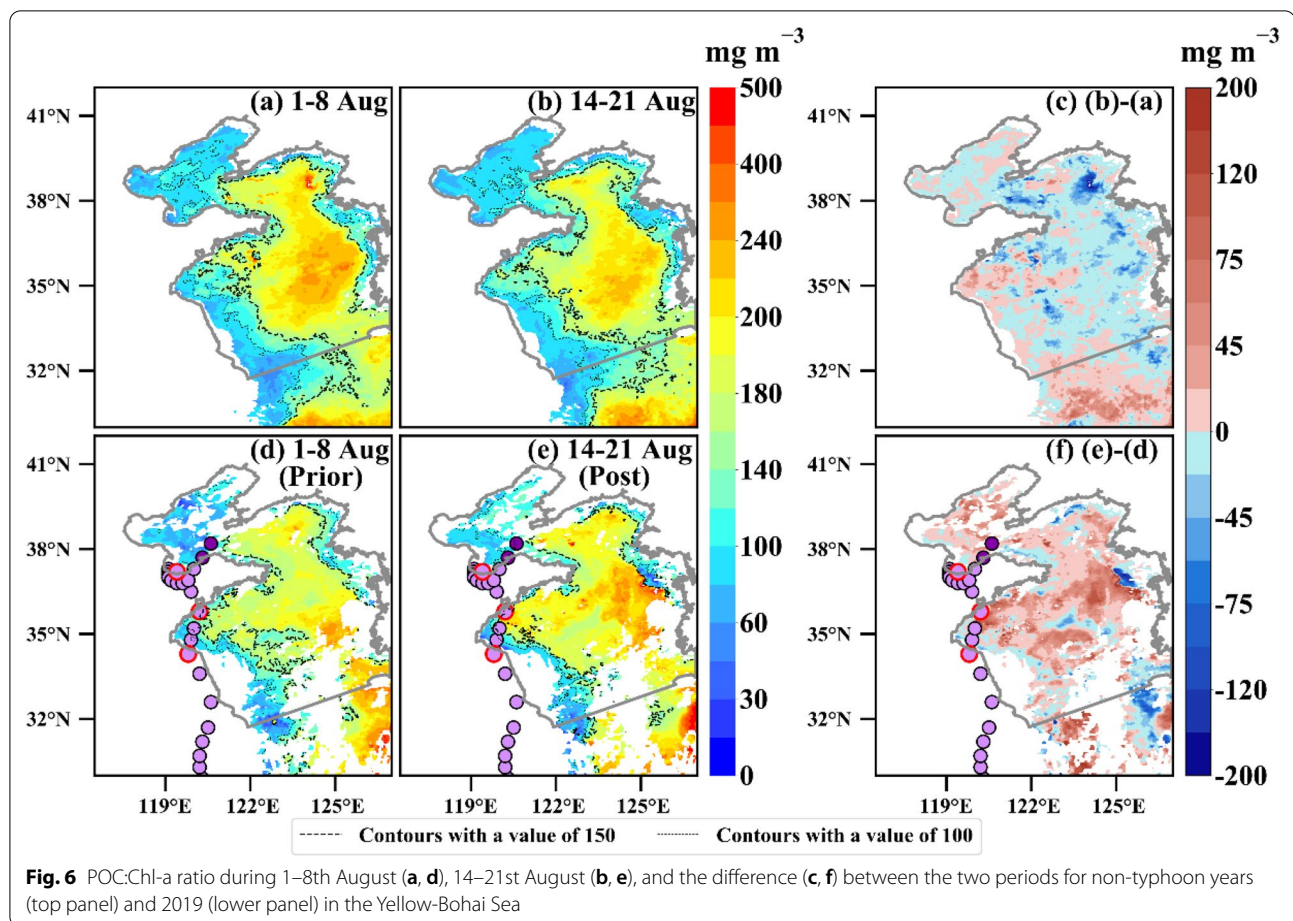 mg m⁻³
mg m⁻³
(a) 1-8 Aug
(b) 14-21 Aug
(c) (b)-(a)
41°N
38°N
35°N
32°N
(d) 1-8 Aug
(Prior)
(e) 14-21 Aug
(Post)
(f) (e)-(d)
41°N
38°N
35°N
32°N
119°E 122°E 125°E
119°E 122°E 125°E
119°E 122°E 125°E
500
400
240
200
180
140
100
60
30
0
200
120
75
45
0
-45
-75
-120
-200
Contours with a value of 150 Contours with a value of 100
Fig. 6 POC:Chl-a ratio during 1–8th August (a, d), 14–21st August (b, e), and the difference (c, f) between the two periods for non-typhoon years
(top panel) and 2019 (lower panel) in the Yellow-Bohai Sea